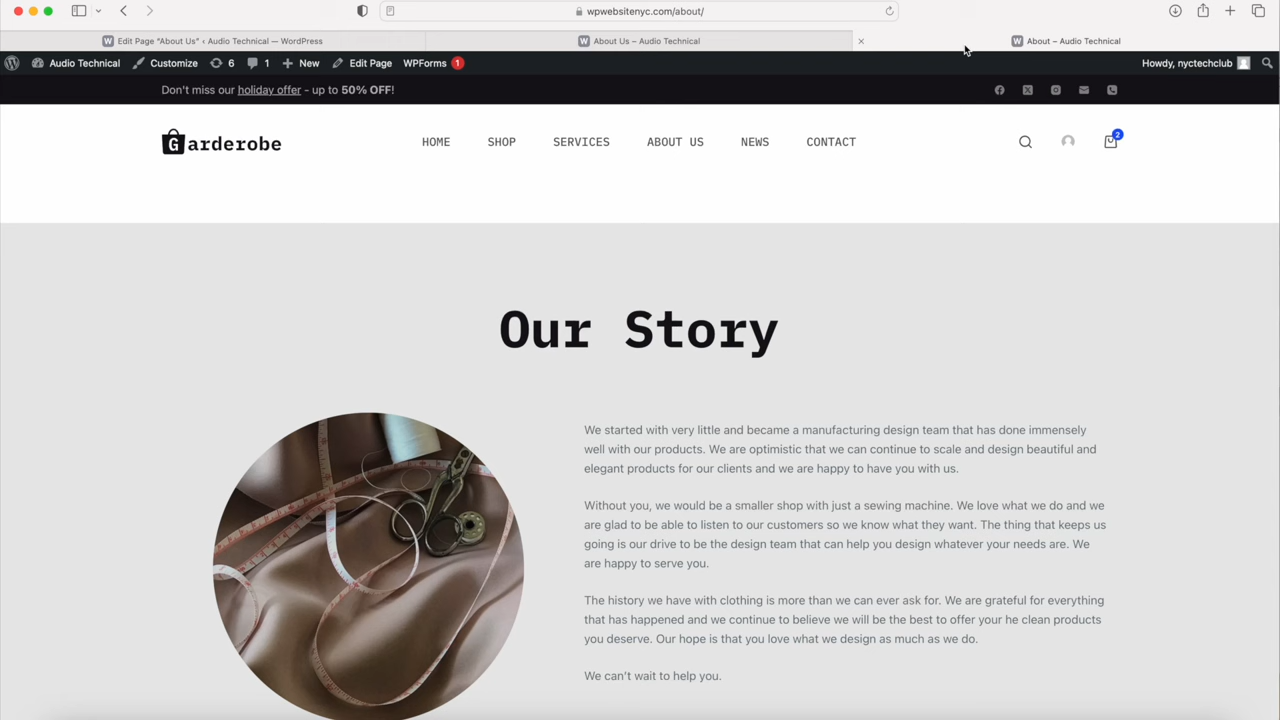 wpwebsitenyc.com/about/
Edit Page "About Us" ‹ Audio Technical — WordPress
About Us – Audio Technical
About – Audio Technical
Audio Technical
Customize
6
1
New
Edit Page
WPForms 1
Howdy, nyctechclub
Don't miss our holiday offer - up to 50% OFF!
Garderobe
HOME
SHOP
SERVICES
ABOUT US
NEWS
CONTACT
2
Our Story
We started with very little and became a manufacturing design team that has done immensely
well with our products. We are optimistic that we can continue to scale and design beautiful and
elegant products for our clients and we are happy to have you with us.
Without you, we would be a smaller shop with just a sewing machine. We love what we do and we
are glad to be able to listen to our customers so we know what they want. The thing that keeps us
going is our drive to be the design team that can help you design whatever your needs are. We
are happy to serve you.
The history we have with clothing is more than we can ever ask for. We are grateful for everything
that has happened and we continue to believe we will be the best to offer your he clean products
you deserve. Our hope is that you love what we design as much as we do.
We can't wait to help you.